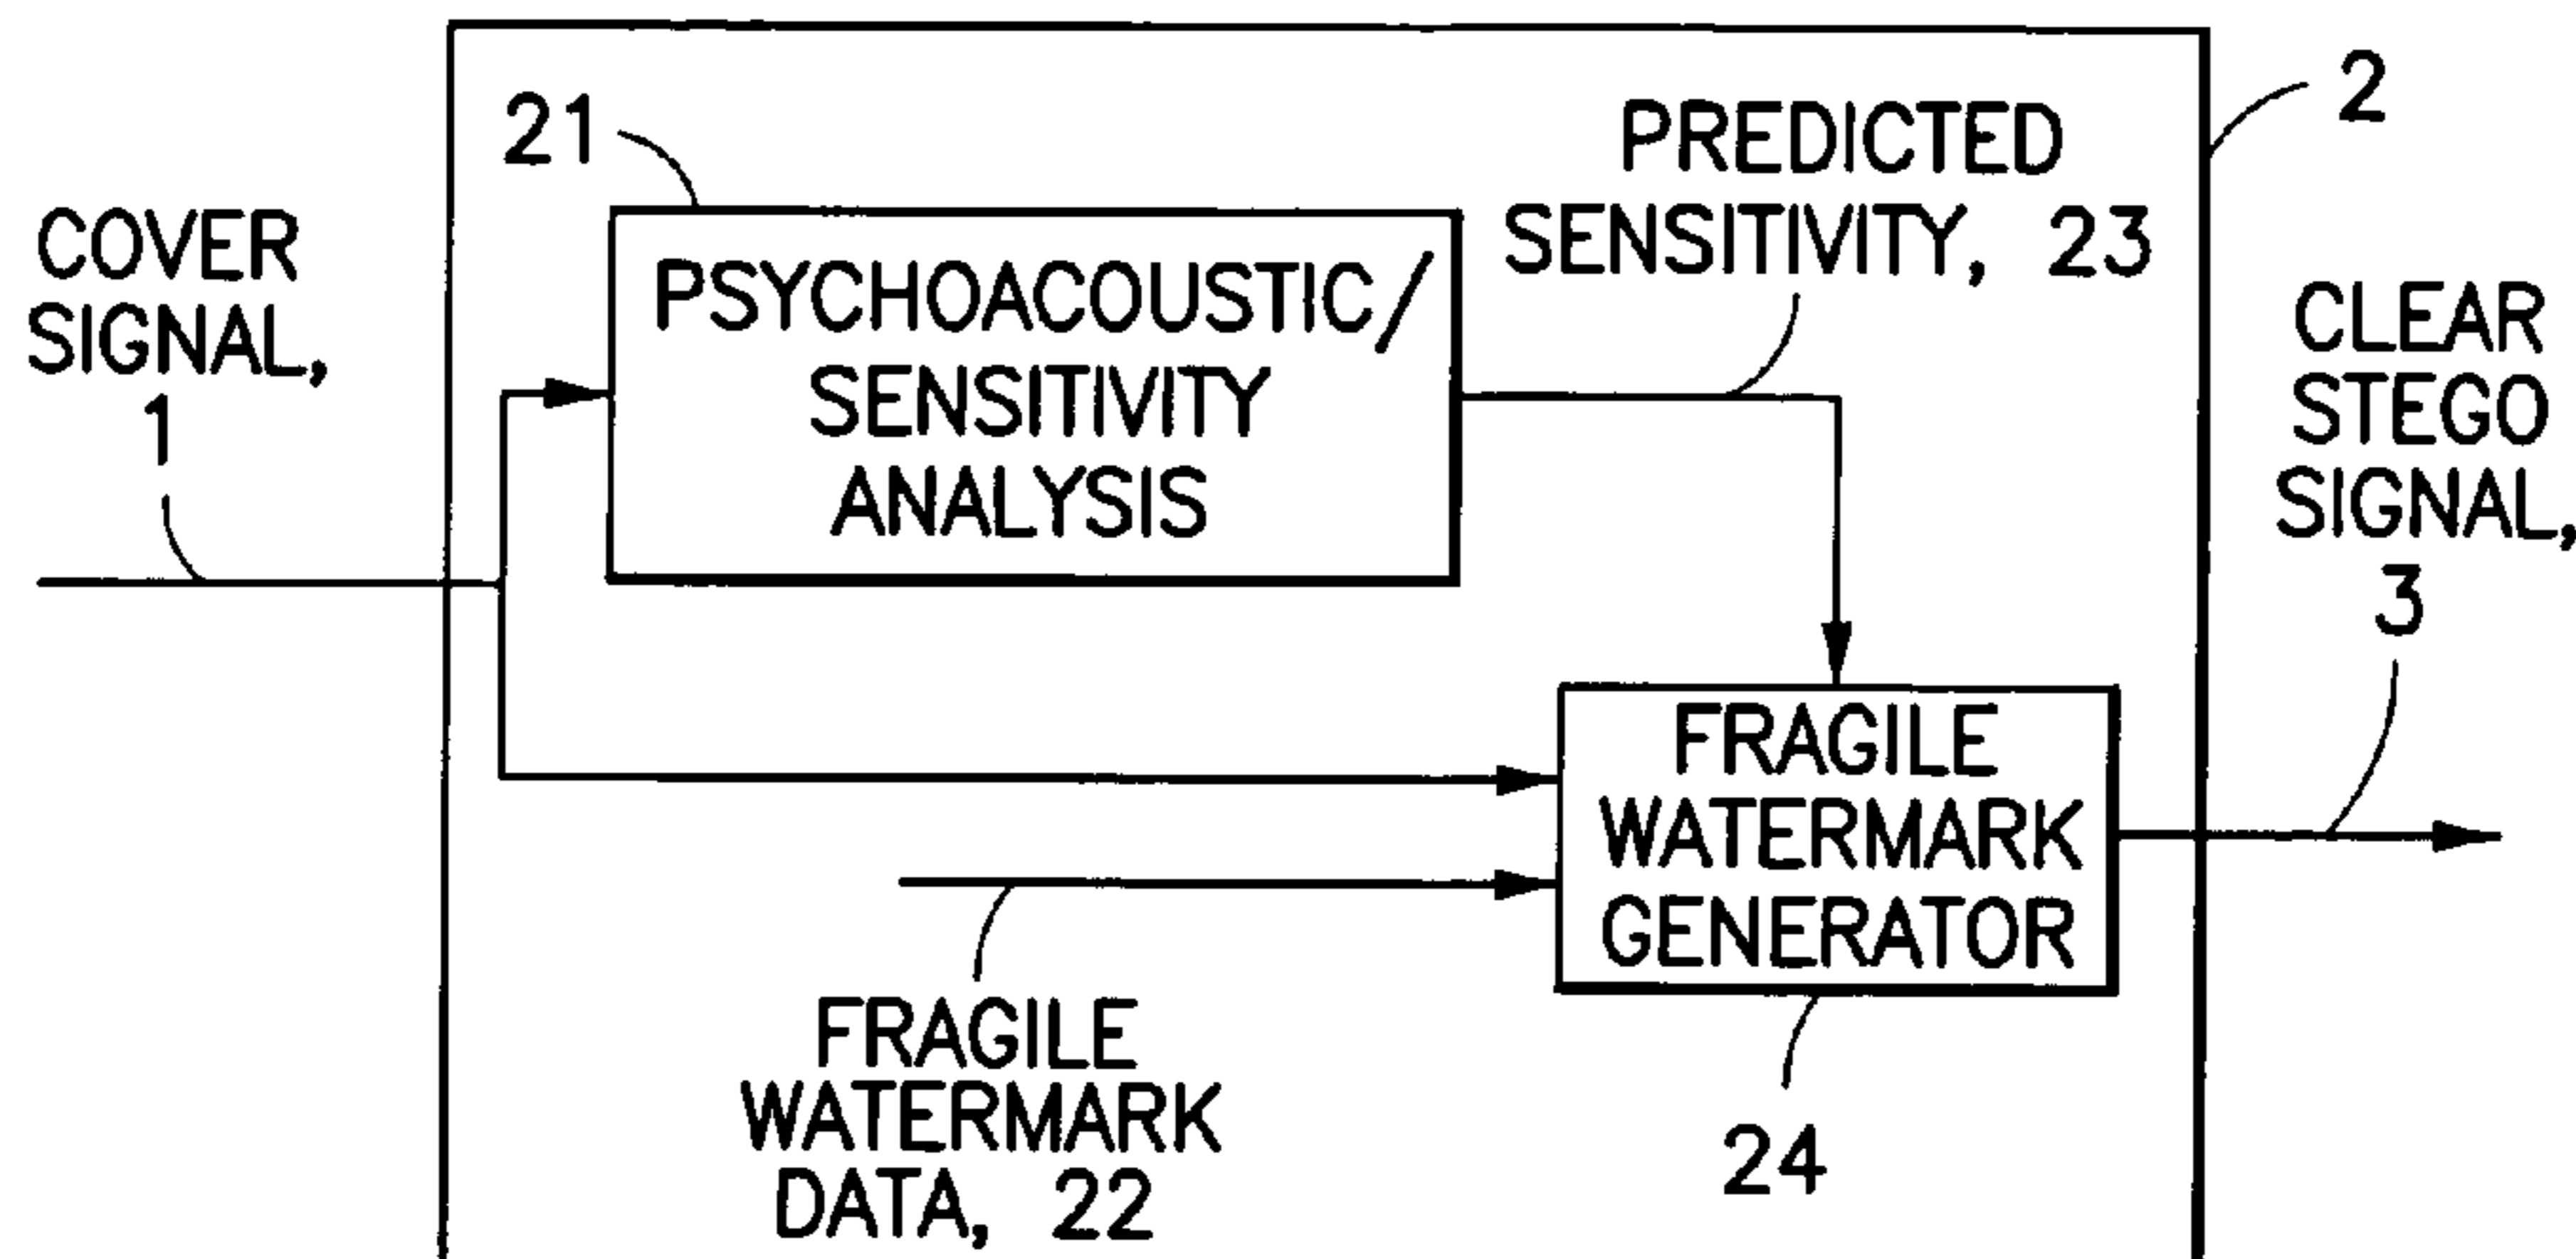 COVER
SIGNAL,
1
21
PSYCHOACOUSTIC/
SENSITIVITY
ANALYSIS
PREDICTED
SENSITIVITY, 23
2
CLEAR
STEGO
SIGNAL,
3
FRAGILE
WATERMARK
GENERATOR
24
FRAGILE
WATERMARK
DATA, 22